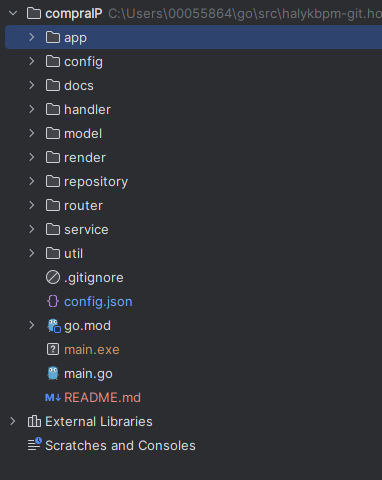 compralP C:\Users\00055864\go\src\halykbpm-git.ho
app
config
docs
handler
model
render
repository
router
service
util
.gitignore
{} config.json
go.mod
? main.exe
main.go
M↓ README.md
External Libraries
Scratches and Consoles